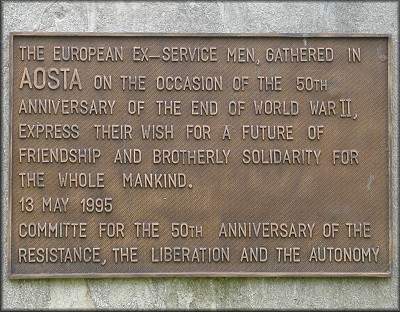 THE EUROPEAN EX-SERVICE MEN, GATHERED IN
AOSTA ON THE OCCASION OF THE 50TH
ANNIVERSARY OF THE END OF WORLD WAR II,
EXPRESS THEIR WISH FOR A FUTURE OF
FRIENDSHIP AND BROTHERLY SOLIDARITY FOR
THE WHOLE MANKIND.
13 MAY 1995
COMMITTE FOR THE 50TH ANNIVERSARY OF THE
RESISTANCE, THE LIBERATION AND THE AUTONOMY